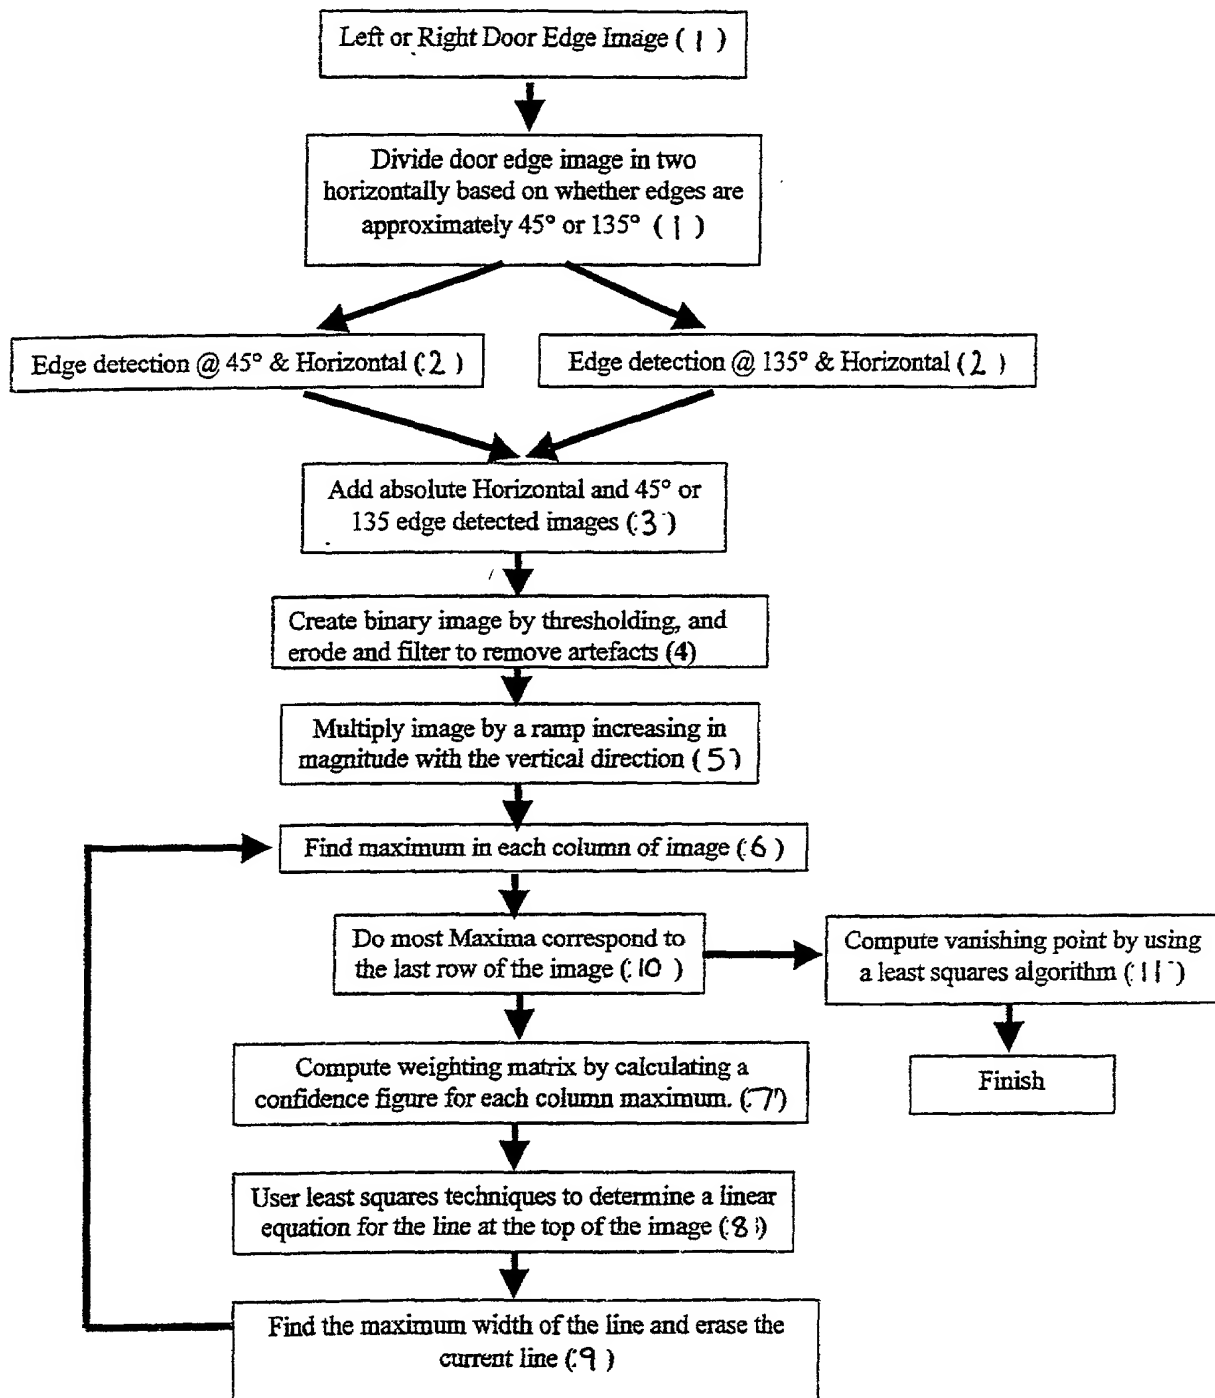 Left or Right Door Edge Image ( 1 )
Divide door edge image in two
horizontally based on whether edges are
approximately 45° or 135° ( 1 )
Edge detection @ 45° & Horizontal (.2 )
Edge detection @ 135° & Horizontal (2 )
Add absolute Horizontal and 45° or
135 edge detected images (.3 )
Create binary image by thresholding, and
erode and filter to remove artefacts (4)
Multiply image by a ramp increasing in
magnitude with the vertical direction ( 5 )
Find maximum in each column of image (.6 )
Do most Maxima correspond to
the last row of the image (.10 )
Compute vanishing point by using
a least squares algorithm (.11 )
Compute weighting matrix by calculating a
confidence figure for each column maximum. (.7 )
Finish
User least squares techniques to determine a linear
equation for the line at the top of the image (.8 )
Find the maximum width of the line and erase the
current line (.9 )